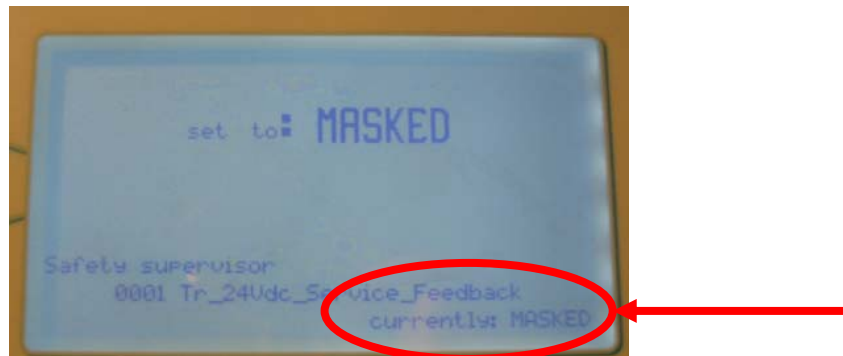 set to: MASKED
Safety supervisor
0001 Tr_24Vdc_Service_Feedback
currently: MASKED